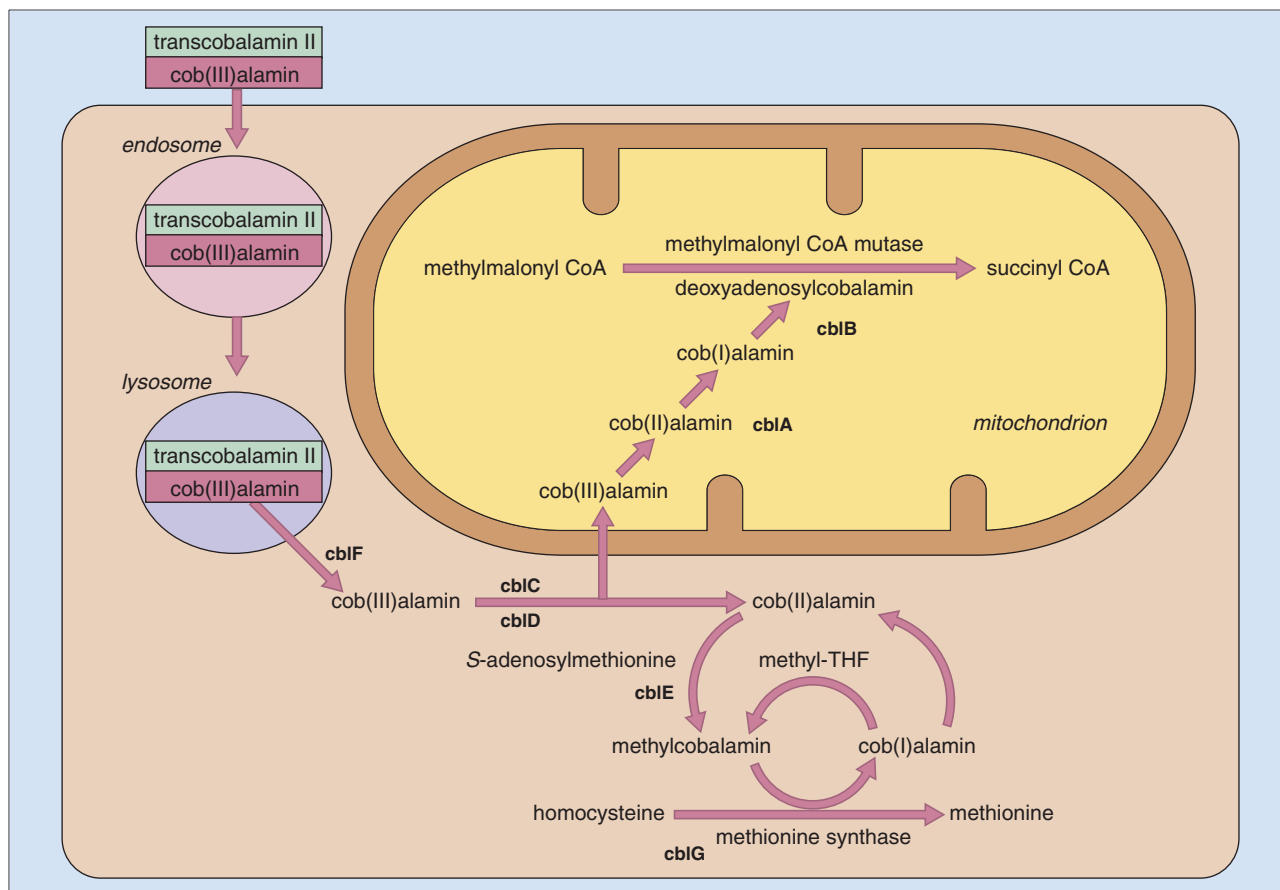 transcobalamin II
cob(III)alamin
endosome
transcobalamin II
cob(III)alamin
lysosome
transcobalamin II
cob(III)alamin
cblF
methylmalonyl CoA mutase
methylmalonyl CoA
succinyl CoA
deoxyadenosylcobalamin
cblB
cob(I)alamin
cob(II)alamin
cblA
mitochondrion
cob(III)alamin
cob(III)alamin
cblC
cblD
cob(II)alamin
S-adenosylmethionine
methyl-THF
cblE
methylcobalamin
cob(I)alamin
homocysteine
methionine
methionine synthase
cblG